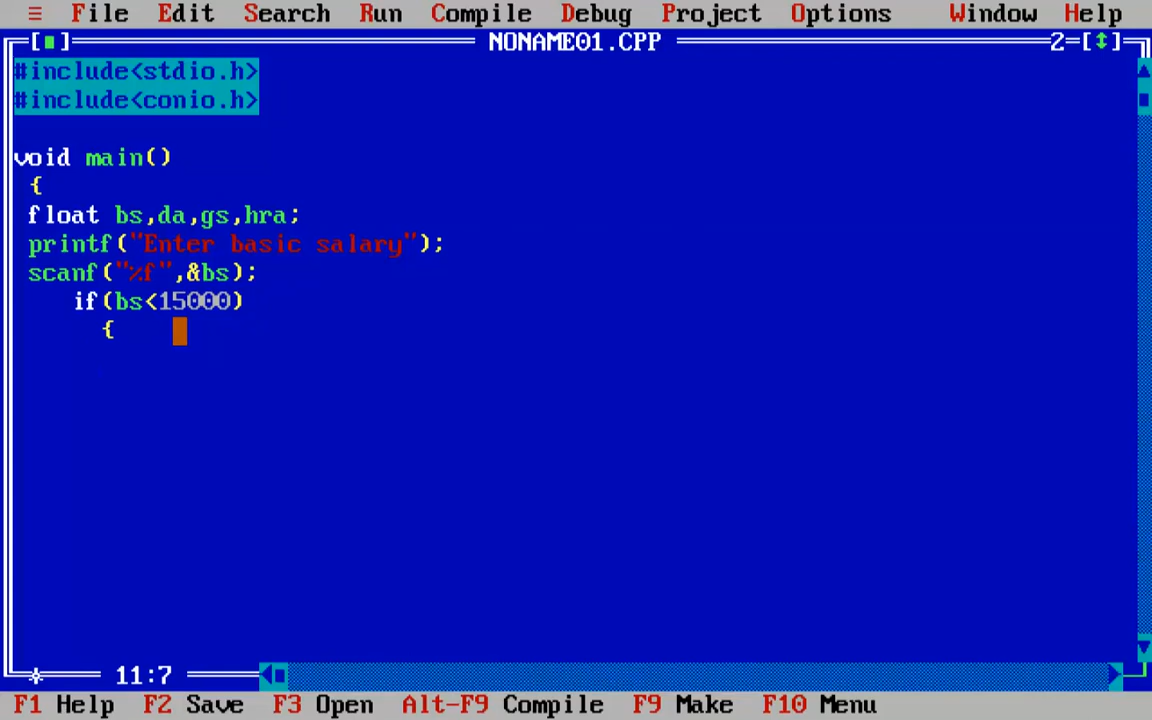 ≡ File Edit Search Run Compile Debug Project Options Window Help
[■] NONAME01.CPP 2=[↕]
#include<stdio.h>
#include<conio.h>
void main()
{
float bs,da,gs,hra;
printf("Enter basic salary");
scanf("%f",&bs);
if(bs<15000)
{
11:7
F1 Help F2 Save F3 Open Alt-F9 Compile F9 Make F10 Menu